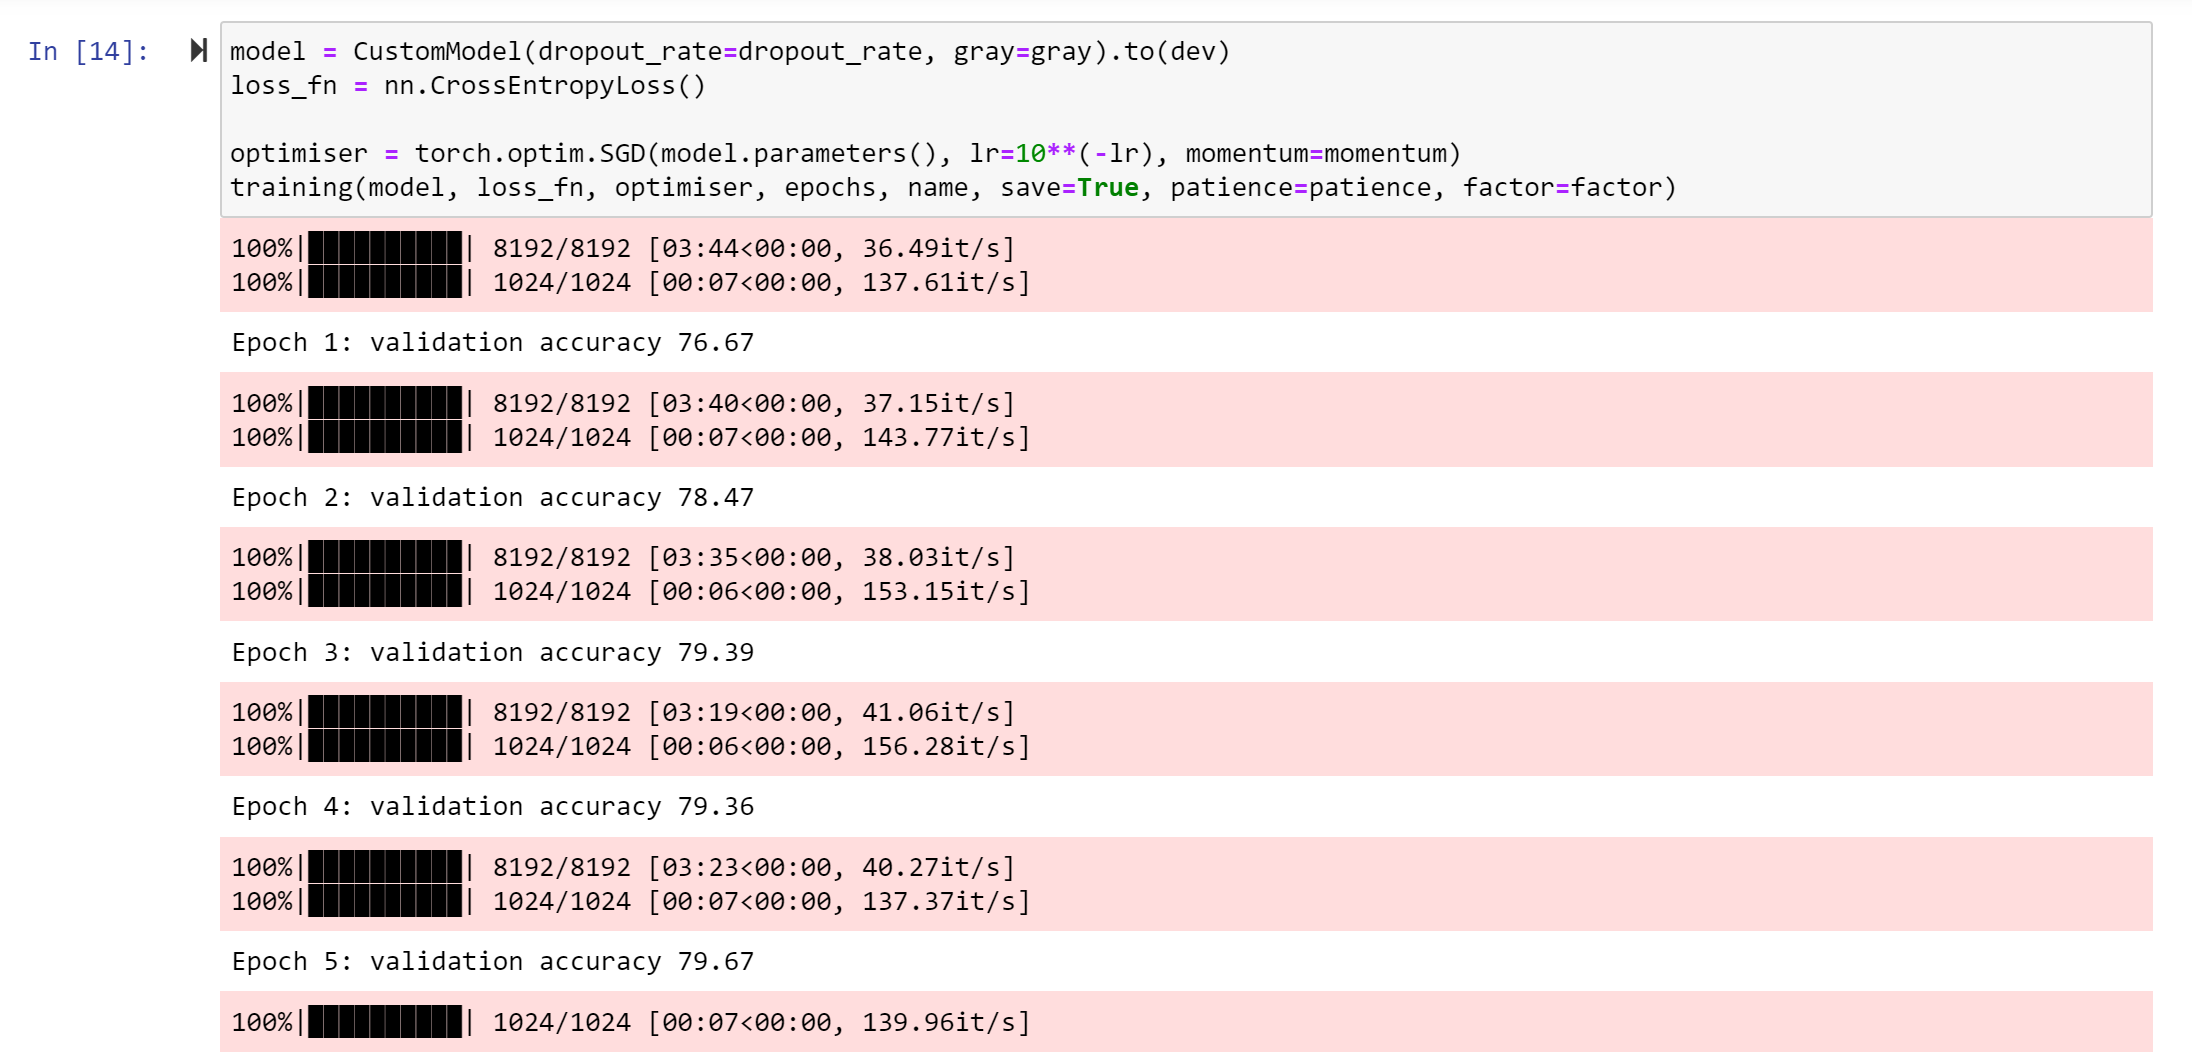 In [14]:
model = CustomModel(dropout_rate=dropout_rate, gray=gray).to(dev)
loss_fn = nn.CrossEntropyLoss()
optimiser = torch.optim.SGD(model.parameters(), lr=10**(-lr), momentum=momentum)
training(model, loss_fn, optimiser, epochs, name, save=True, patience=patience, factor=factor)
100%|██████████| 8192/8192 [03:44<00:00, 36.49it/s]
100%|██████████| 1024/1024 [00:07<00:00, 137.61it/s]
Epoch 1: validation accuracy 76.67
100%|██████████| 8192/8192 [03:40<00:00, 37.15it/s]
100%|██████████| 1024/1024 [00:07<00:00, 143.77it/s]
Epoch 2: validation accuracy 78.47
100%|██████████| 8192/8192 [03:35<00:00, 38.03it/s]
100%|██████████| 1024/1024 [00:06<00:00, 153.15it/s]
Epoch 3: validation accuracy 79.39
100%|██████████| 8192/8192 [03:19<00:00, 41.06it/s]
100%|██████████| 1024/1024 [00:06<00:00, 156.28it/s]
Epoch 4: validation accuracy 79.36
100%|██████████| 8192/8192 [03:23<00:00, 40.27it/s]
100%|██████████| 1024/1024 [00:07<00:00, 137.37it/s]
Epoch 5: validation accuracy 79.67
100%|██████████| 1024/1024 [00:07<00:00, 139.96it/s]